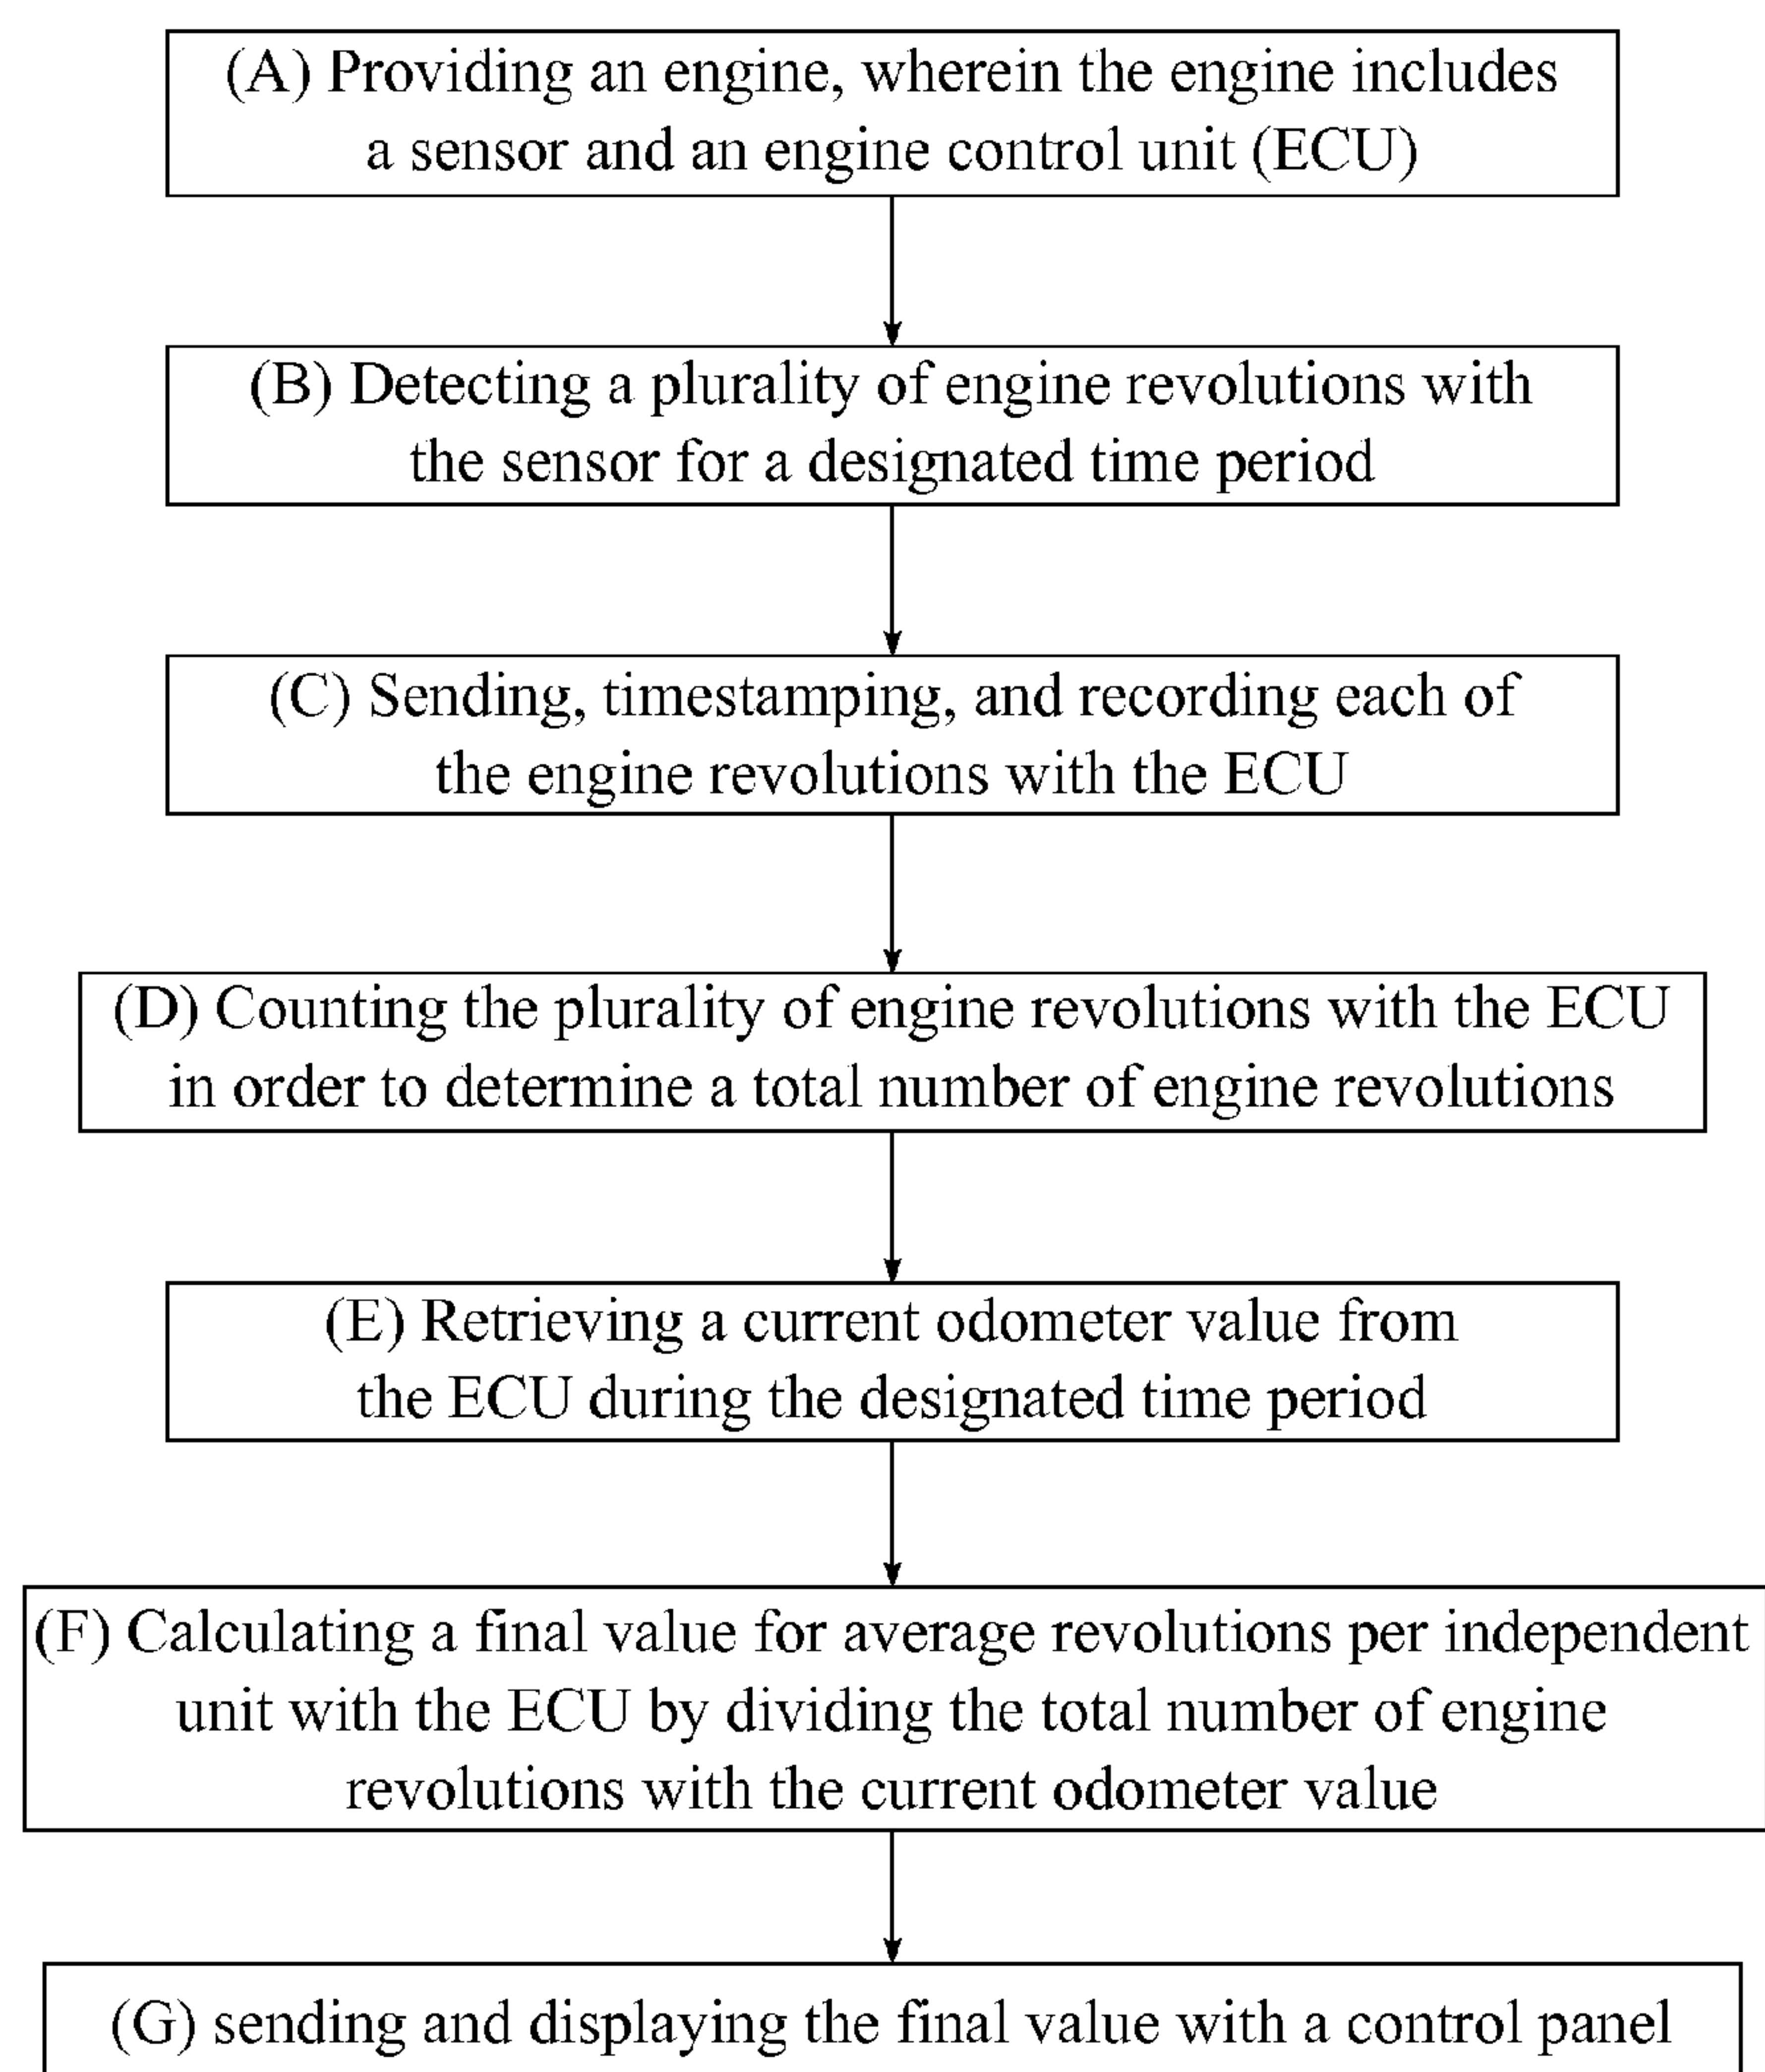 (A) Providing an engine, wherein the engine includes
a sensor and an engine control unit (ECU)
(B) Detecting a plurality of engine revolutions with
the sensor for a designated time period
(C) Sending, timestamping, and recording each of
the engine revolutions with the ECU
(D) Counting the plurality of engine revolutions with the ECU
in order to determine a total number of engine revolutions
(E) Retrieving a current odometer value from
the ECU during the designated time period
(F) Calculating a final value for average revolutions per independent
unit with the ECU by dividing the total number of engine
revolutions with the current odometer value
(G) sending and displaying the final value with a control panel